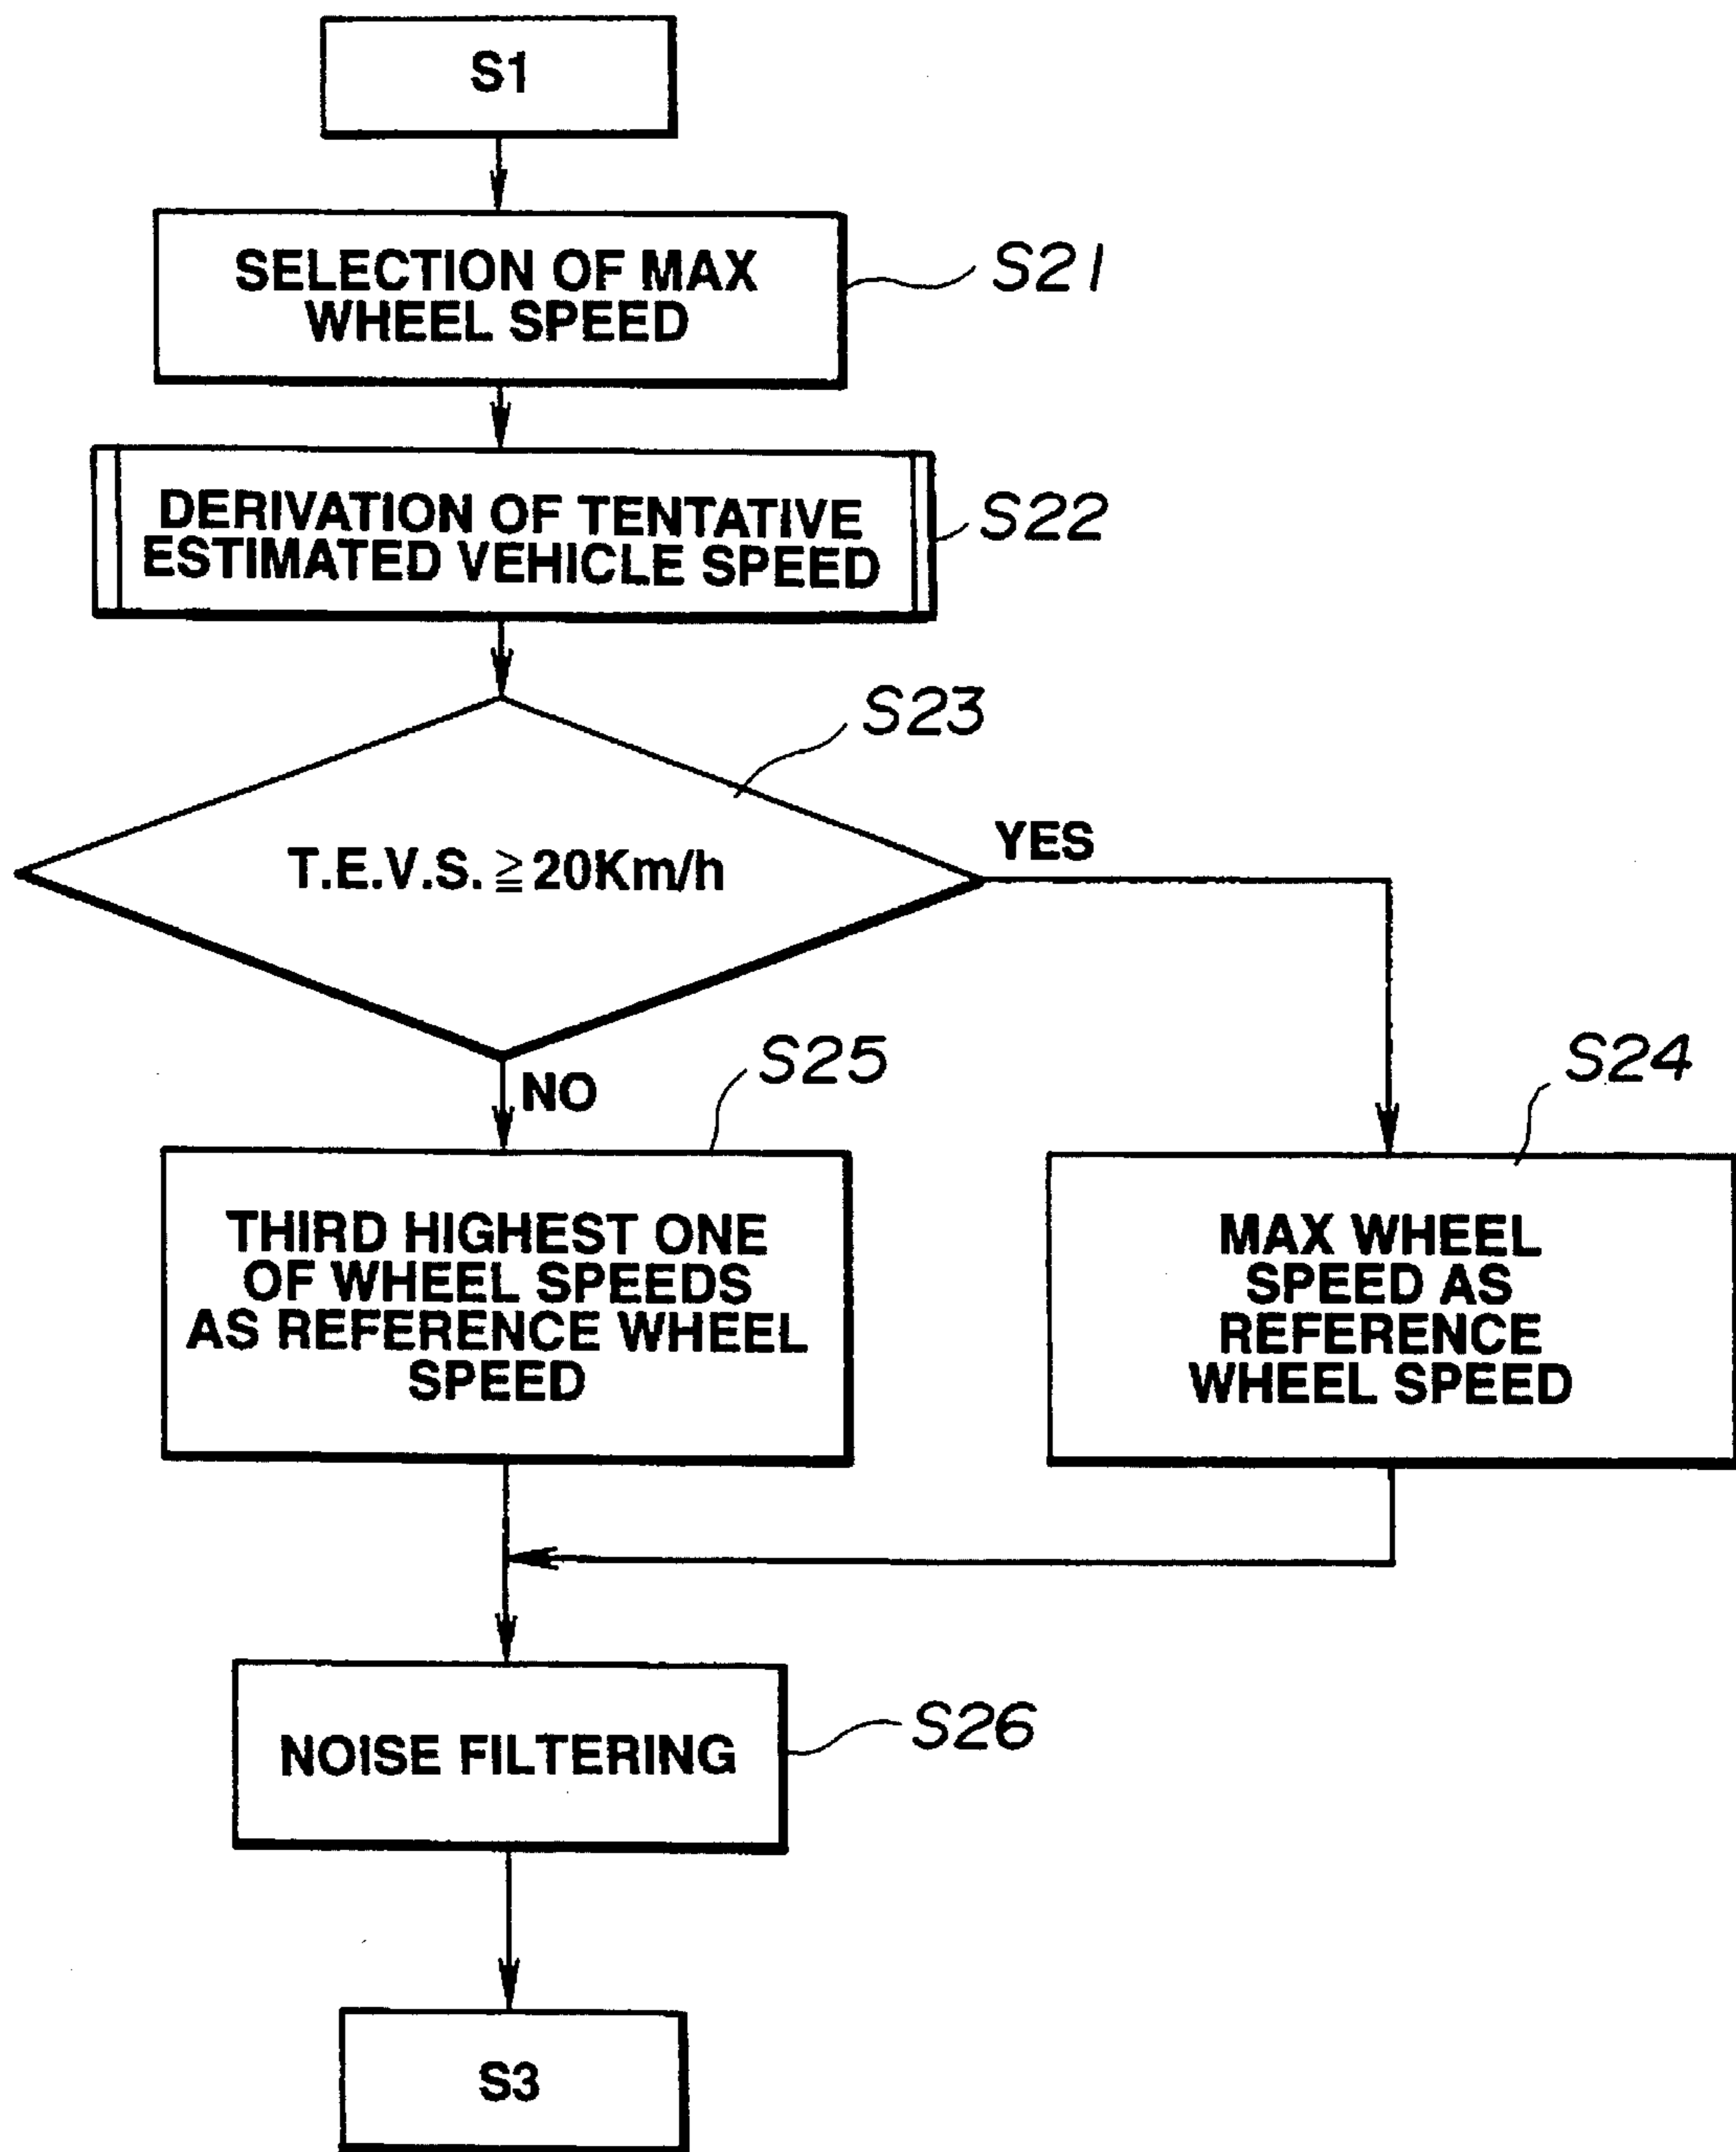 S1
SELECTION OF MAX
WHEEL SPEED
S21
DERIVATION OF TENTATIVE
ESTIMATED VEHICLE SPEED
S22
S23
T.E.V.S. ≧ 20Km/h
YES
NO
S25
S24
THIRD HIGHEST ONE
OF WHEEL SPEEDS
AS REFERENCE WHEEL
SPEED
MAX WHEEL
SPEED AS
REFERENCE
WHEEL SPEED
NOISE FILTERING
S26
S3